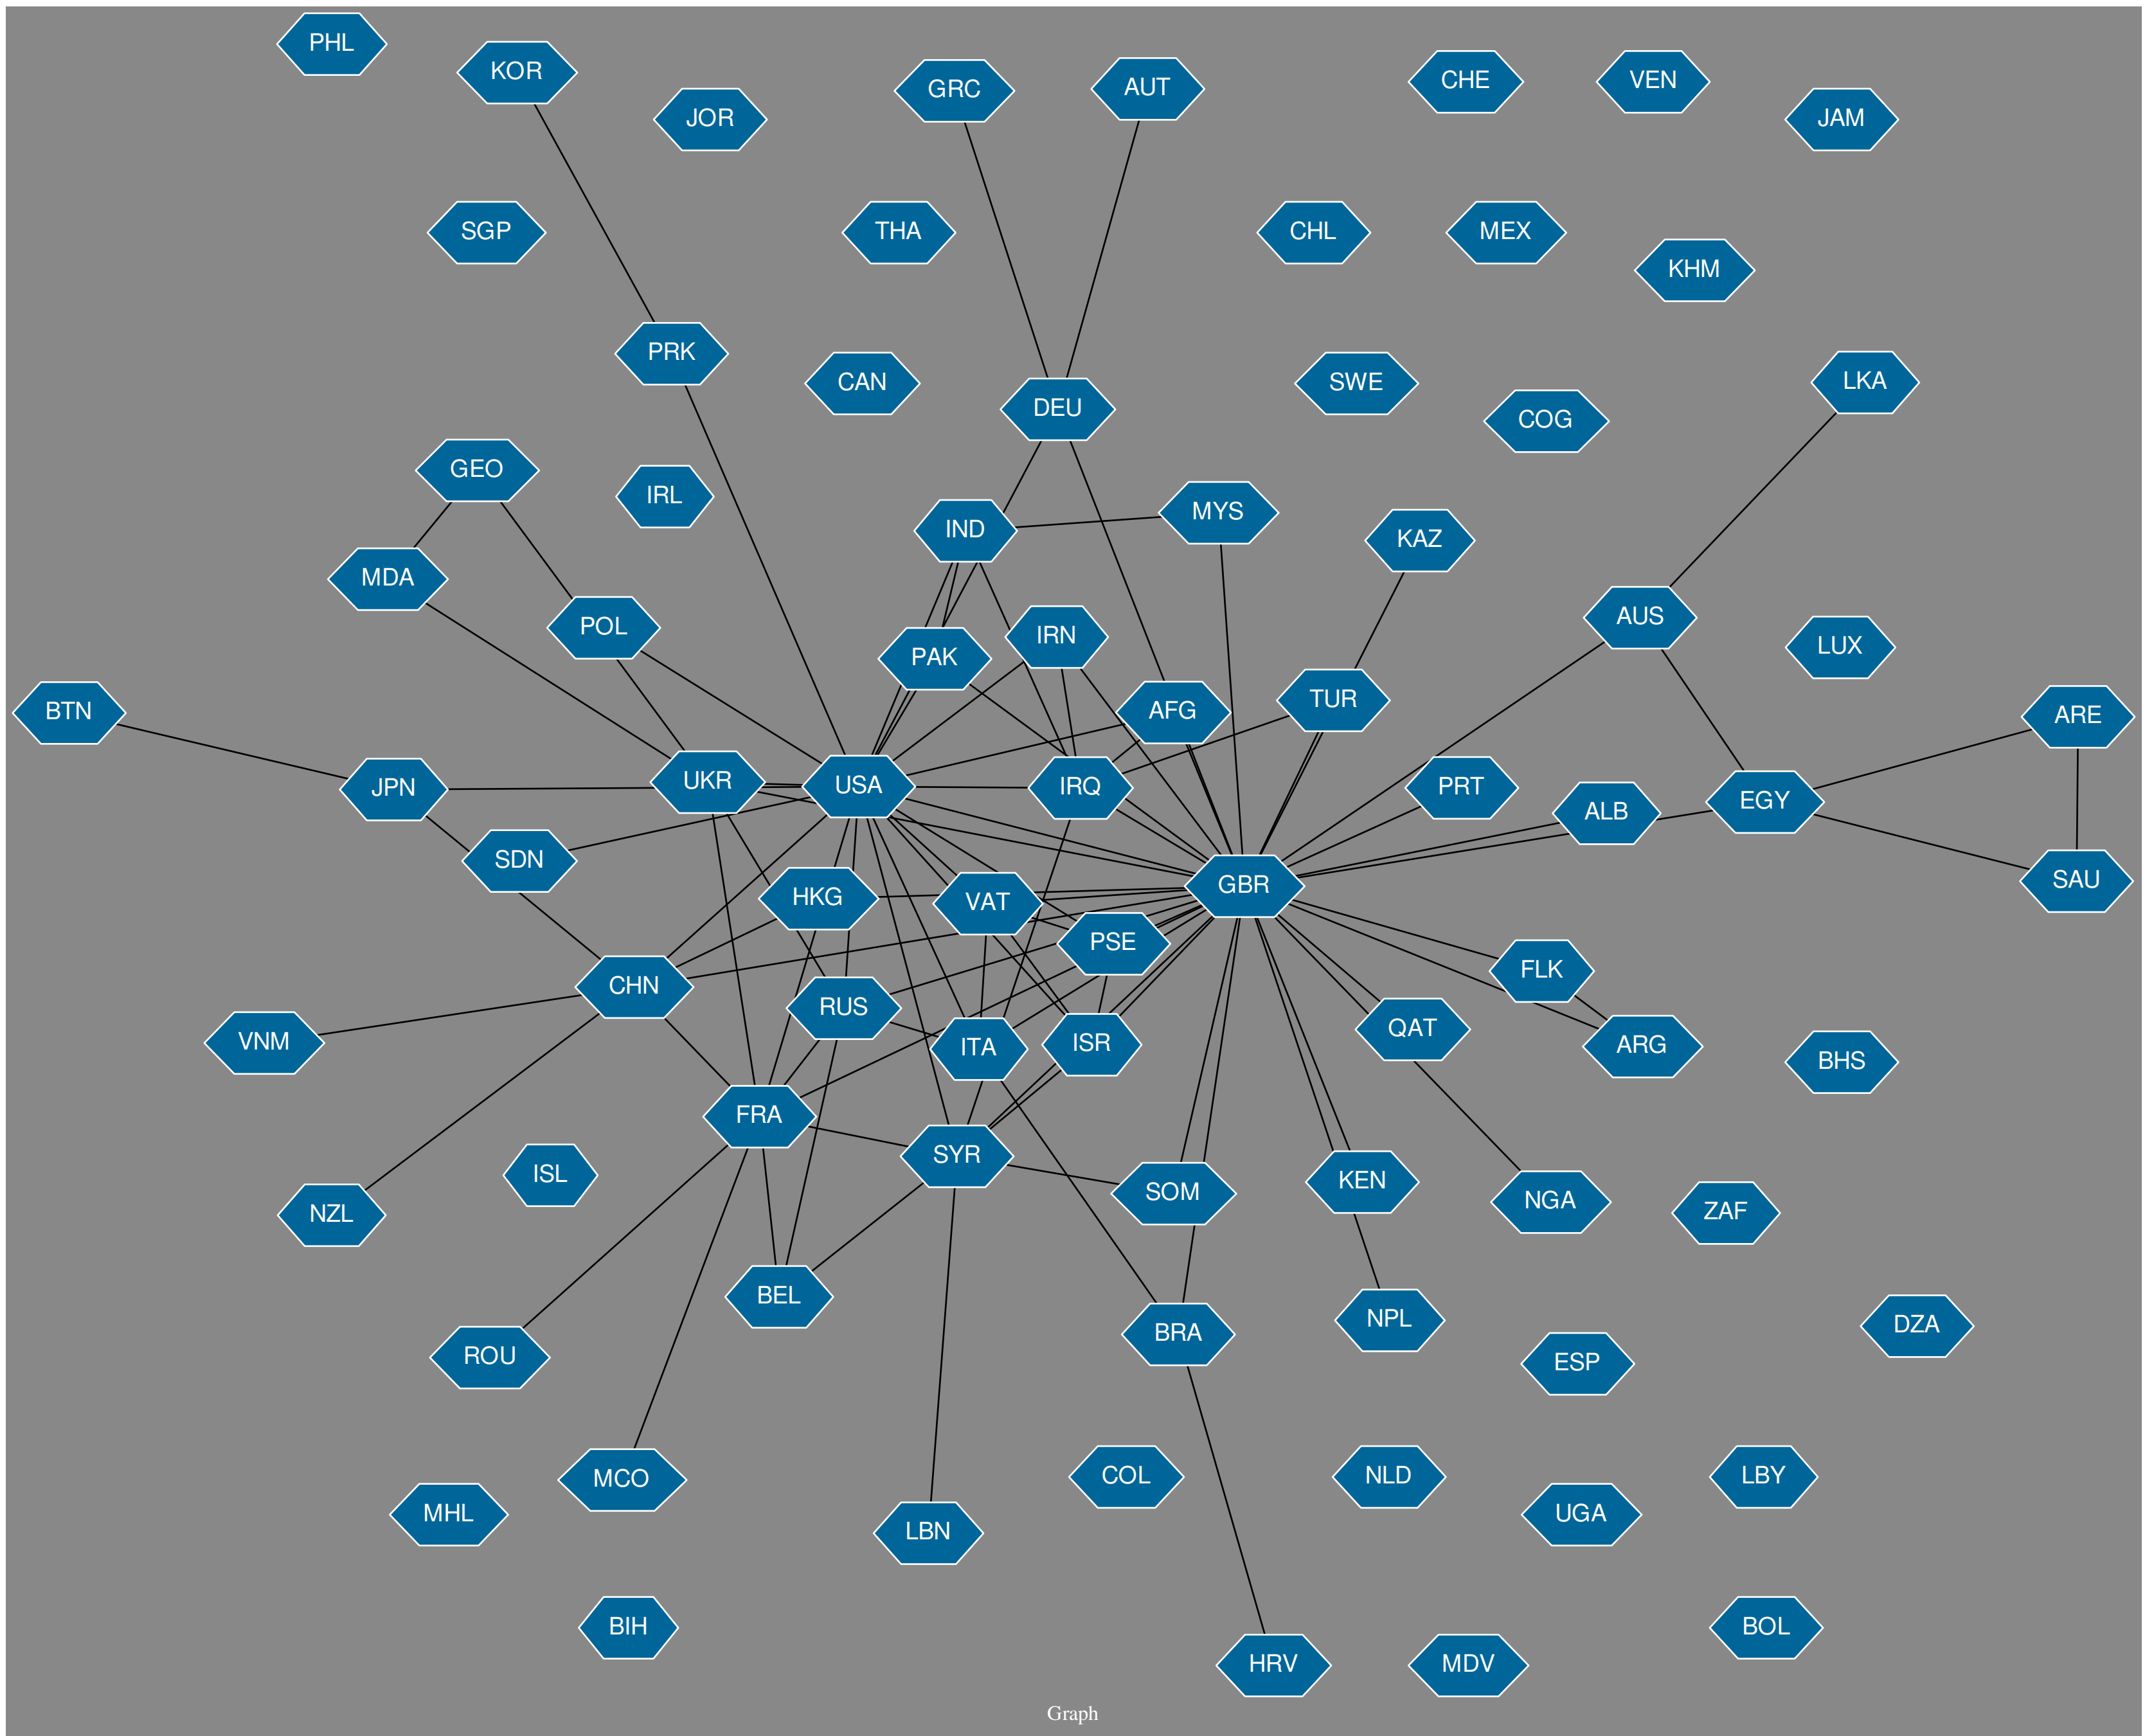 PHL
KOR
JOR
GRC
AUT
CHE
VEN
JAM
SGP
THA
CHL
MEX
KHM
PRK
CAN
DEU
SWE
COG
LKA
GEO
IRL
IND
MYS
KAZ
MDA
POL
PAK
IRN
AUS
LUX
BTN
AFG
TUR
ARE
JPN
UKR
USA
IRQ
PRT
ALB
EGY
SDN
HKG
VAT
GBR
SAU
PSE
FLK
CHN
RUS
QAT
VNM
ITA
ISR
ARG
BHS
FRA
SYR
ISL
SOM
KEN
NGA
ZAF
NZL
BEL
BRA
NPL
DZA
ROU
ESP
MCO
COL
NLD
LBY
MHL
LBN
UGA
BIH
BOL
HRV
MDV
Graph